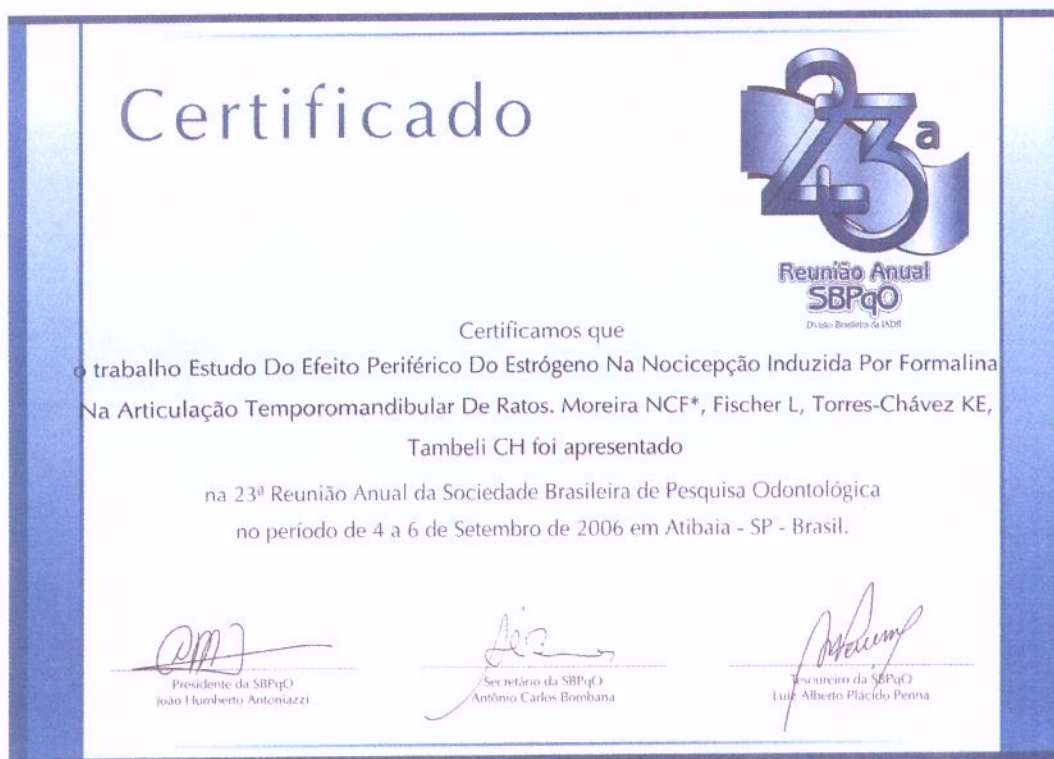 Certificado
23ª
Reunião Anual
SBPqO
Divisão Brasileira da IADR
Certificamos que
o trabalho Estudo Do Efeito Periférico Do Estrógeno Na Nocicepção Induzida Por Formalina
Na Articulação Temporomandibular De Ratos. Moreira NCF*, Fischer L, Torres-Chávez KE,
Tambeli CH foi apresentado
na 23ª Reunião Anual da Sociedade Brasileira de Pesquisa Odontológica
no período de 4 a 6 de Setembro de 2006 em Atibaia - SP - Brasil.
Presidente da SBPqO
João Humberto Antoniazzi
Secretário da SBPqO
Antônio Carlos Bombana
Tesoureiro da SBPqO
Luiz Alberto Plácido Penna